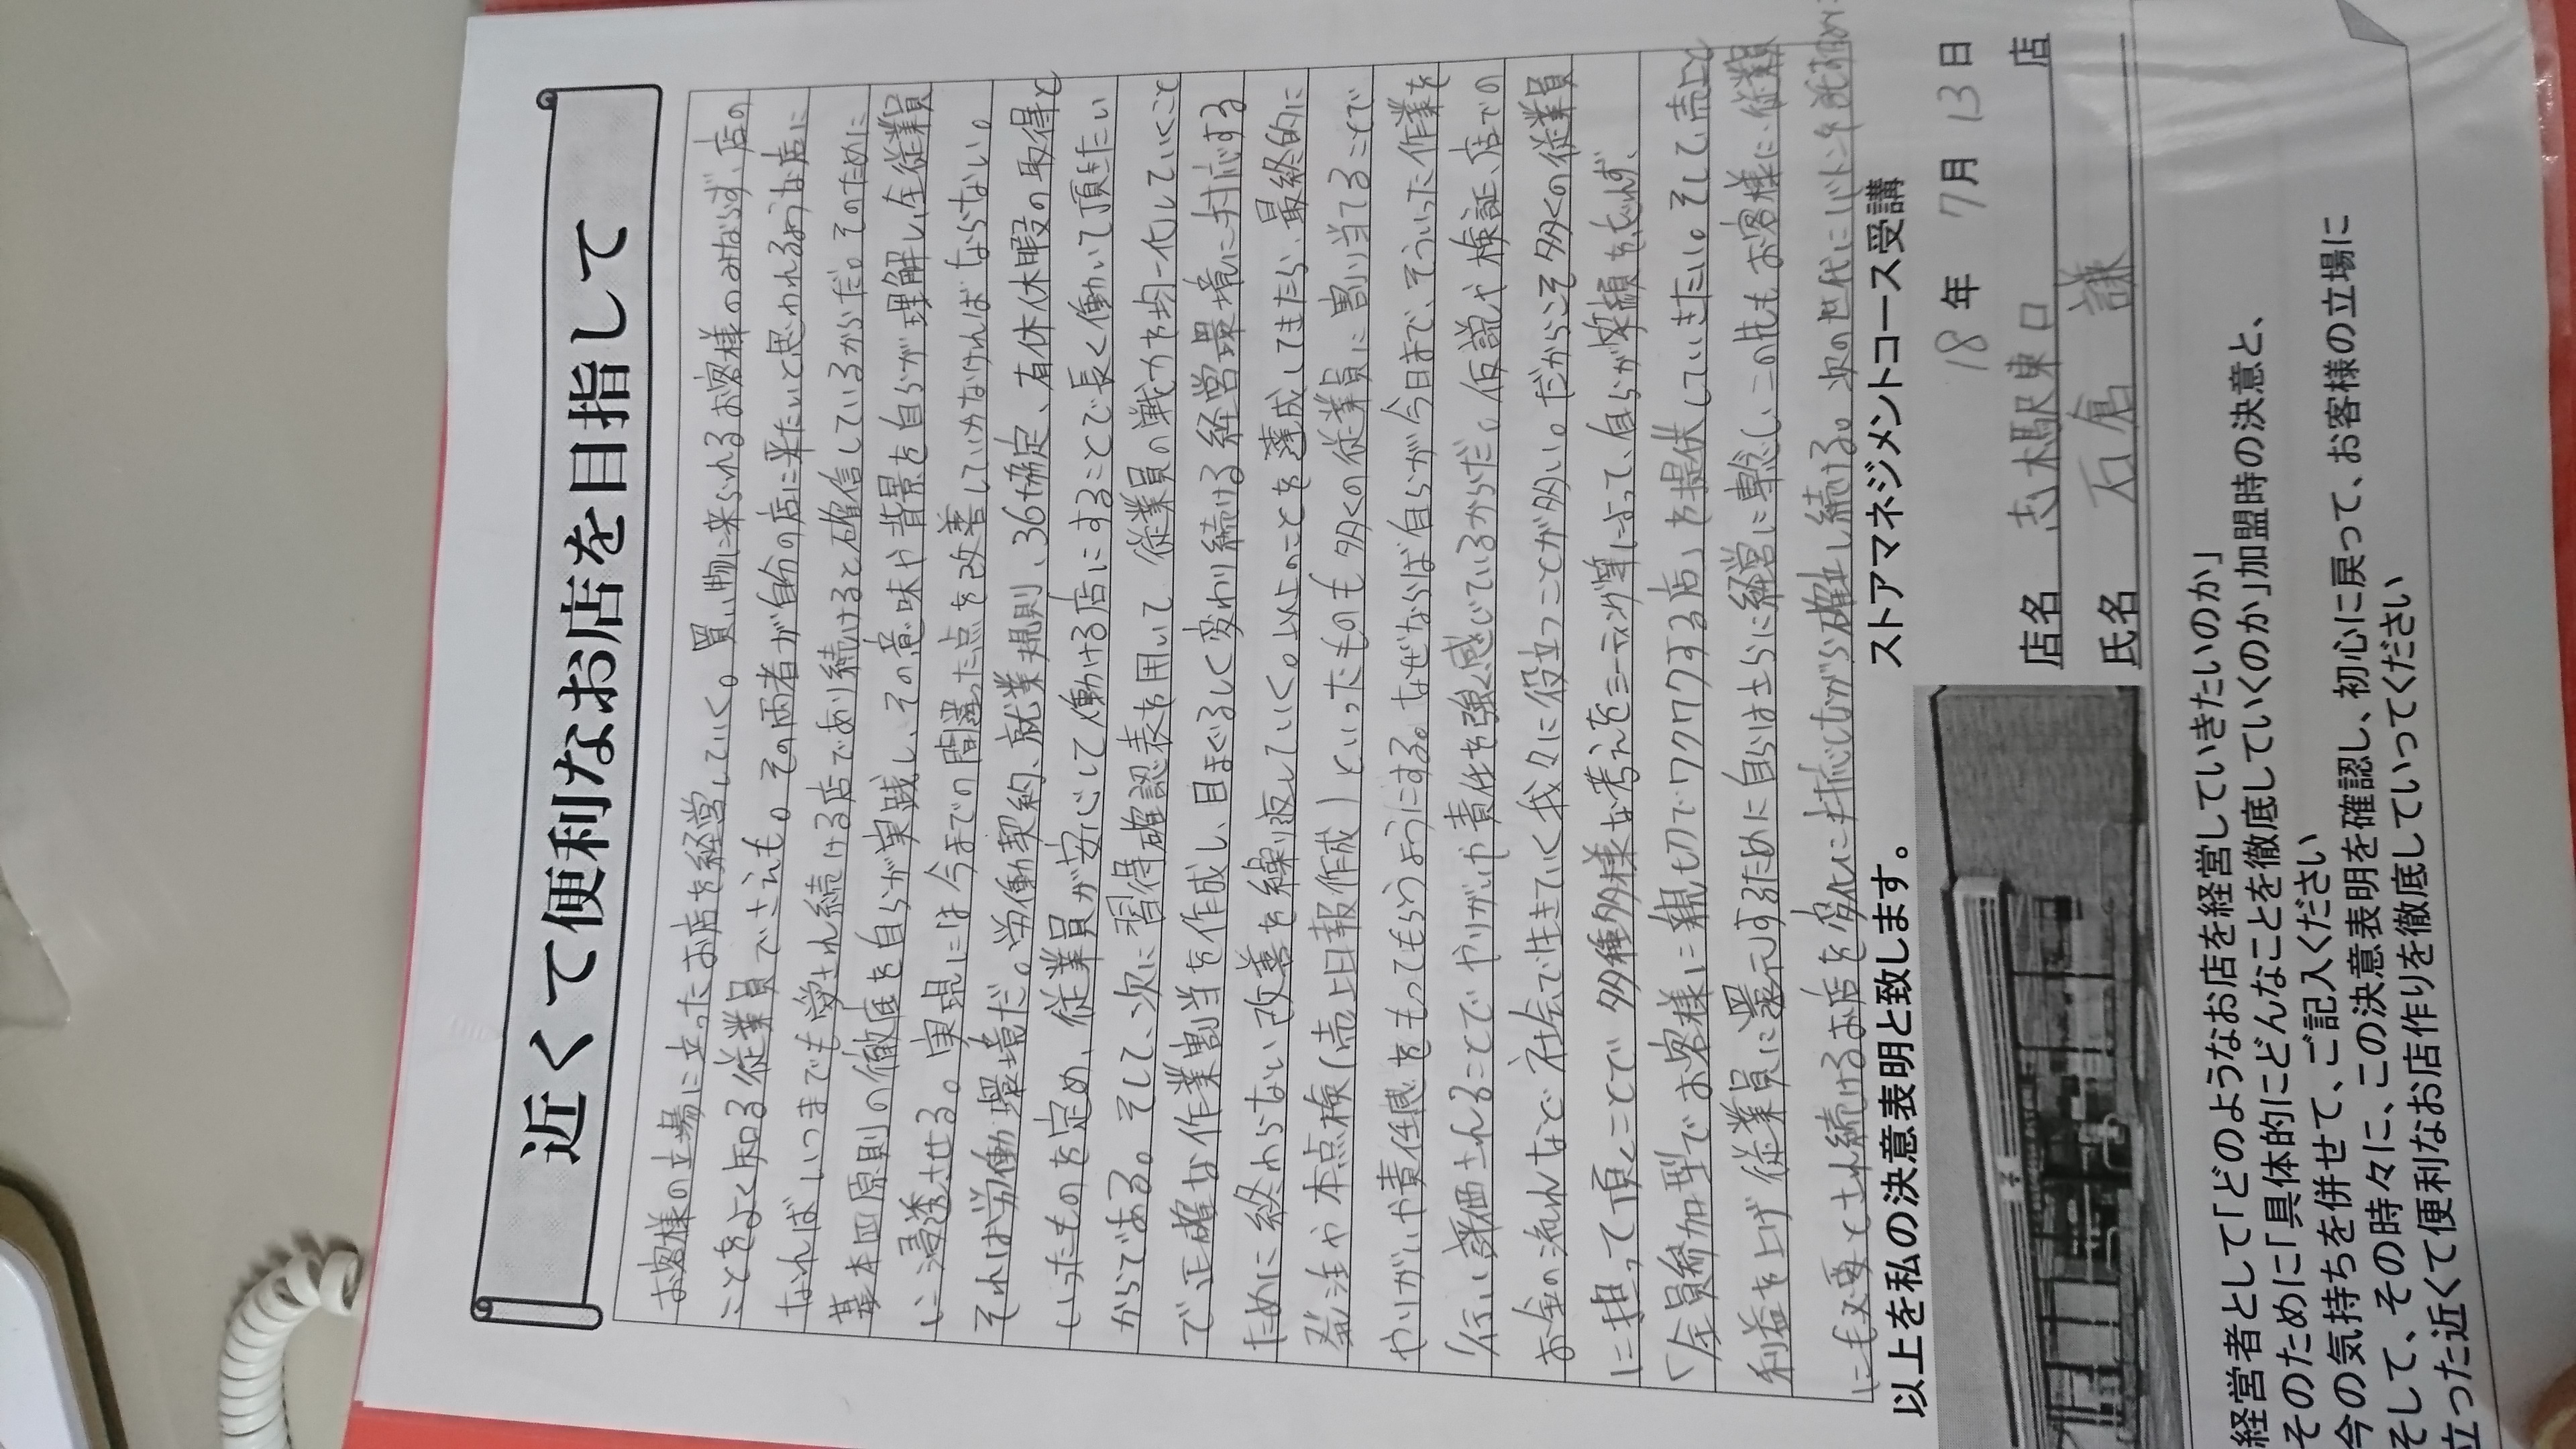 近くて便利なお店を目指して
お客様の立場に立ったお店を経営していく。買い物に来られるお客様のみならず、店の
ことをよく知る従業員でさえも。その両者が自分の店に来たいと思われるような店に
なればいつまでも愛され続ける店であり続けると確信しているからだ。そのために
基本四原則の徹底を自らが実践し、その意味や背景を自らが理解し、全従業員
に浸透させる。実現には今までの間違った点を改善していかなければならない。
それは労働環境だ。労働契約、就業規則、36協定、有休休暇の取得と
いったものを定め、従業員が安心して働ける店にすることで長く働いて頂きたい
からである。そして、次に習得確認表を用いて 従業員の戦力を均一化していくこと
で正確な作業割当を作成し、目まぐるしく変わり続ける経営環境に対応する
ために終わらない改善を繰り返していく。以上のことを達成してきたら、最終的に
発注や本点検(売上日報作成)といったものも多くの従業員に割り当てることで
やりがいや責任感をもってもらうようにする。なぜならば自らが今日まで、そういった作業を
行い評価されることでやりがいや責任を強く感じているからだ。仮説や検証、店での
お金の流れなど社会で生きていく我々に役立つことが多い。だからこそ多くの従業員
に担って頂くことで多種多様な考えをミーティング等によって、自らが笑顔を忘れず、
「全員参加型でお客様に親切でワクワクする店」を提供していきたい。そして、売上と
利益を上げ従業員に還元するために自らはさらに経営に専念し、この先もお客様に、従業員
にも必要とされ続けるお店を変化に対応しながら確立し続ける。次の世代にバトンを託すために
以上を私の決意表明と致します。
ストアマネジメントコース受講
18年 7月 13日
店名 志木駅東口 店
氏名 石倉 謙
経営者として「どのようなお店を経営していきたいのか」
そのために「具体的にどんなことを徹底していくのか」加盟時の決意と、
今の気持ちを併せて、ご記入ください
そして、その時々に、この決意表明を確認し、初心に戻って、お客様の立場に
立った近くて便利なお店作りを徹底していってください